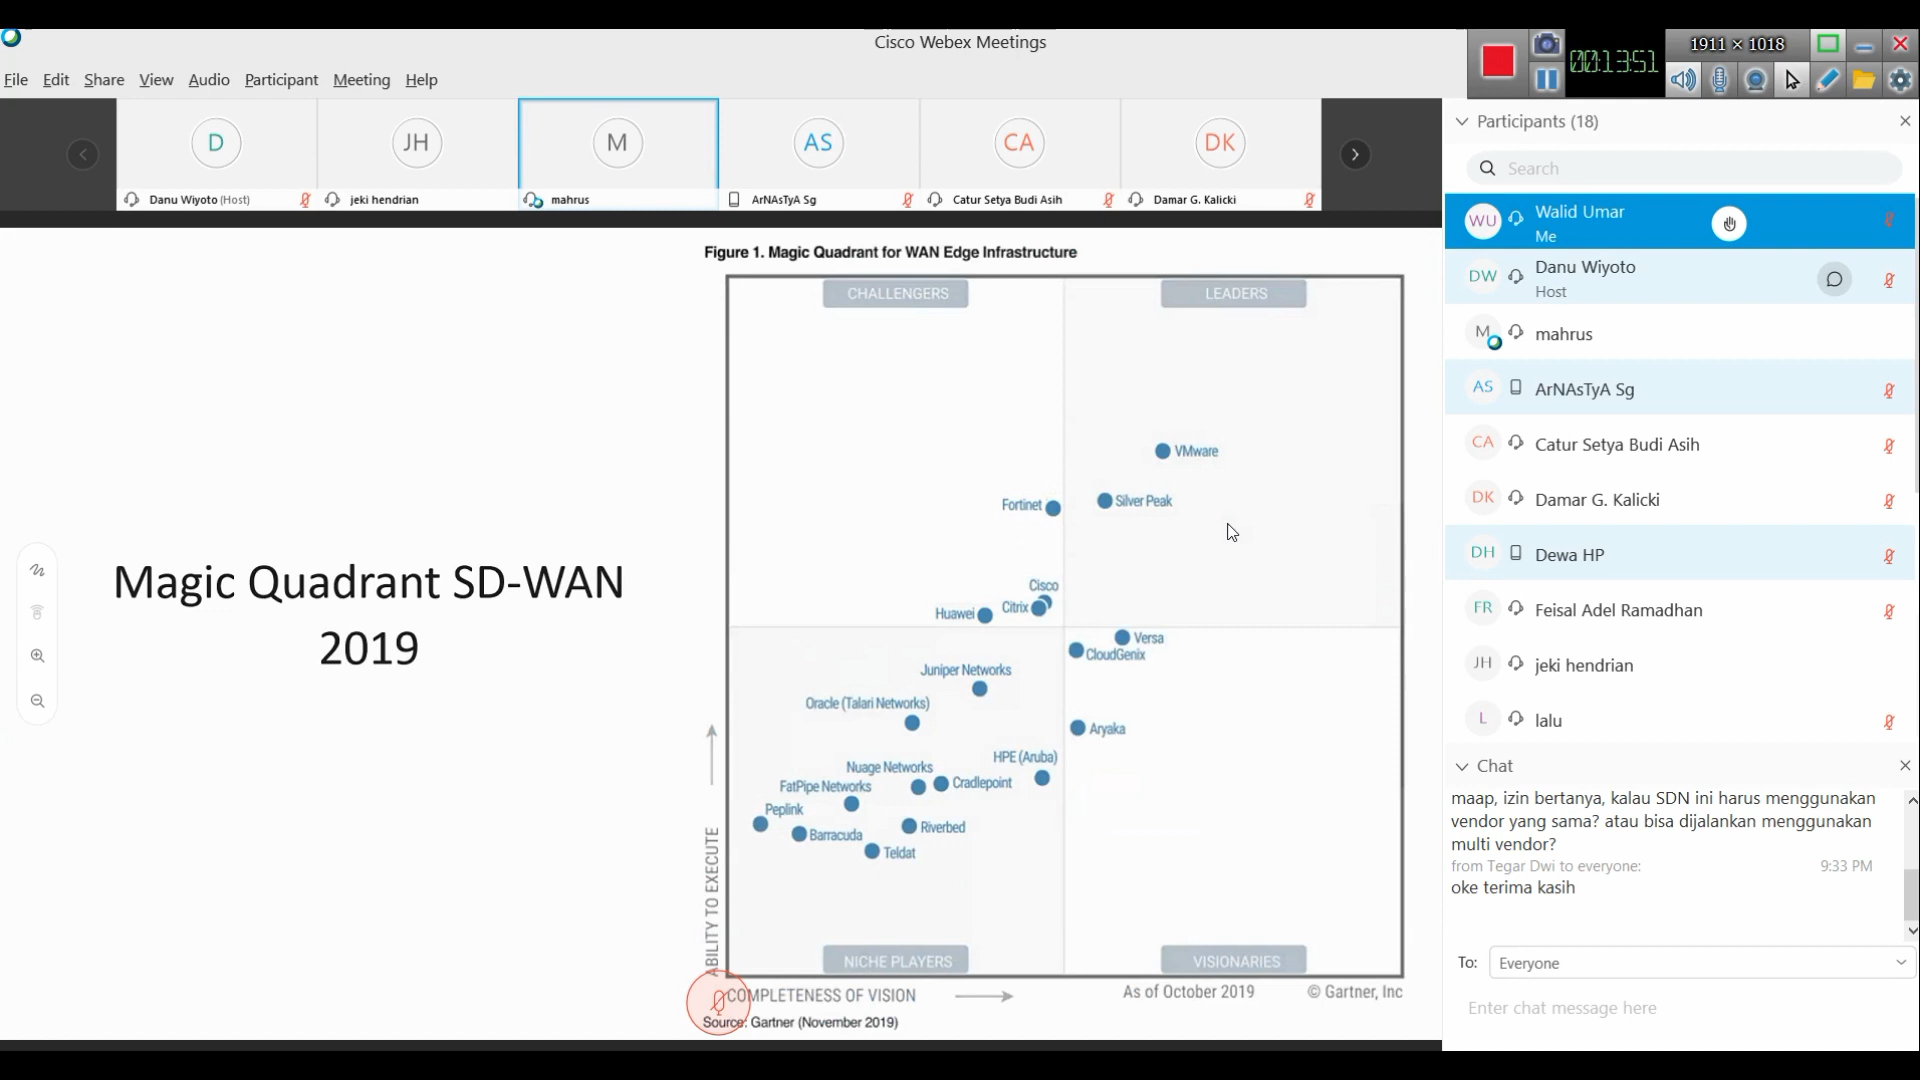 Cisco Webex Meetings
1911 × 1018
00:13:51
File Edit Share View Audio Participant Meeting Help
D
JH
M
AS
CA
DK
Danu Wiyoto (Host)
jeki hendrian
mahrus
ArNAsTyA Sg
Catur Setya Budi Asih
Damar G. Kalicki
Magic Quadrant SD-WAN
2019
Figure 1. Magic Quadrant for WAN Edge Infrastructure
CHALLENGERS
LEADERS
VMware
Silver Peak
Fortinet
Cisco
Citrix
Huawei
Versa
CloudGenix
Juniper Networks
Oracle (Talari Networks)
Aryaka
HPE (Aruba)
Nuage Networks
Cradlepoint
FatPipe Networks
Peplink
Barracuda
Riverbed
Teldat
NICHE PLAYERS
VISIONARIES
ABILITY TO EXECUTE
COMPLETENESS OF VISION
As of October 2019
© Gartner, Inc
Source: Gartner (November 2019)
Participants (18)
Search
WU
Walid Umar
Me
DW
Danu Wiyoto
Host
M
mahrus
AS
ArNAsTyA Sg
CA
Catur Setya Budi Asih
DK
Damar G. Kalicki
DH
Dewa HP
FR
Feisal Adel Ramadhan
JH
jeki hendrian
L
lalu
Chat
maap, izin bertanya, kalau SDN ini harus menggunakan
vendor yang sama? atau bisa dijalankan menggunakan
multi vendor?
from Tegar Dwi to everyone: 9:33 PM
oke terima kasih
To: Everyone
Enter chat message here